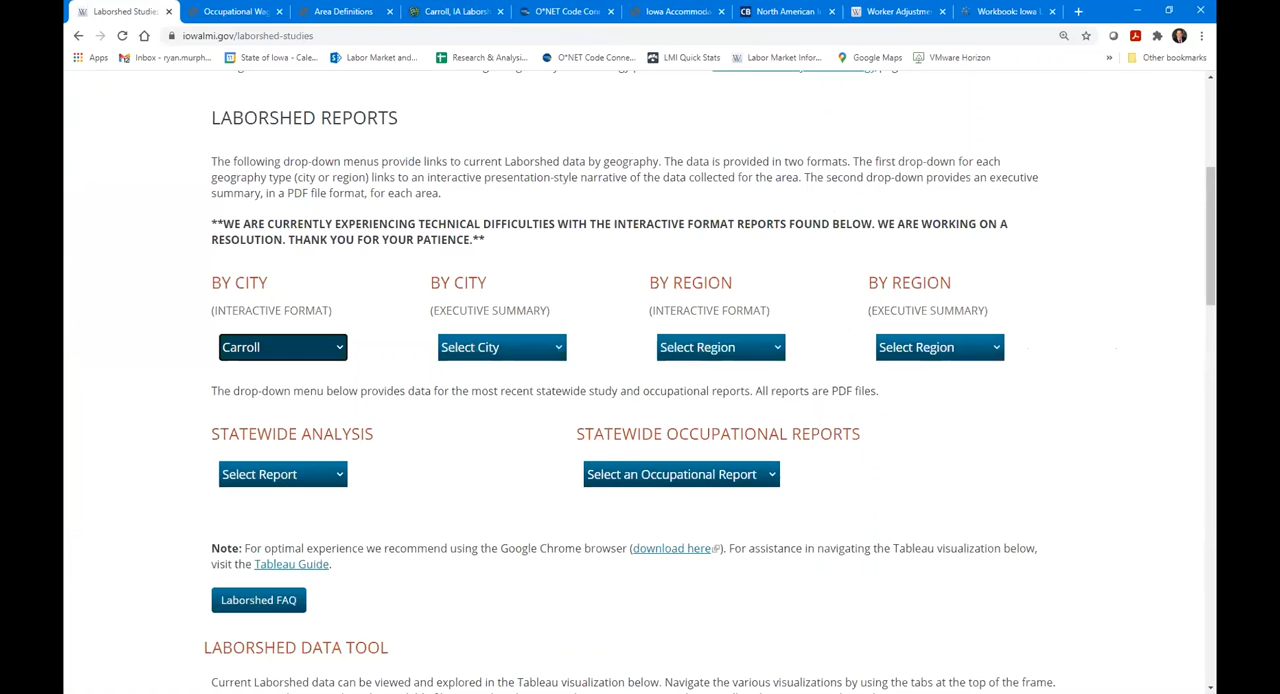 Laborshed Studie:
Occupational Wag
Area Definitions
Carroll, IA Laborsh
O*NET Code Conn
Iowa Accommoda
North American In
Worker Adjustmen
Workbook: Iowa L
iowalmi.gov/laborshed-studies
Apps
Inbox - ryan.murph...
State of Iowa - Cale...
Labor Market and...
Research & Analysi...
O*NET Code Conne...
LMI Quick Stats
Labor Market Infor...
Google Maps
VMware Horizon
»
Other bookmarks
LABORSHED REPORTS
The following drop-down menus provide links to current Laborshed data by geography. The data is provided in two formats. The first drop-down for each
geography type (city or region) links to an interactive presentation-style narrative of the data collected for the area. The second drop-down provides an executive
summary, in a PDF file format, for each area.
**WE ARE CURRENTLY EXPERIENCING TECHNICAL DIFFICULTIES WITH THE INTERACTIVE FORMAT REPORTS FOUND BELOW. WE ARE WORKING ON A
RESOLUTION. THANK YOU FOR YOUR PATIENCE.**
BY CITY
(INTERACTIVE FORMAT)
Carroll
BY CITY
(EXECUTIVE SUMMARY)
Select City
BY REGION
(INTERACTIVE FORMAT)
Select Region
BY REGION
(EXECUTIVE SUMMARY)
Select Region
The drop-down menu below provides data for the most recent statewide study and occupational reports. All reports are PDF files.
STATEWIDE ANALYSIS
Select Report
STATEWIDE OCCUPATIONAL REPORTS
Select an Occupational Report
Note: For optimal experience we recommend using the Google Chrome browser (download here). For assistance in navigating the Tableau visualization below,
visit the Tableau Guide.
Laborshed FAQ
LABORSHED DATA TOOL
Current Laborshed data can be viewed and explored in the Tableau visualization below. Navigate the various visualizations by using the tabs at the top of the frame.